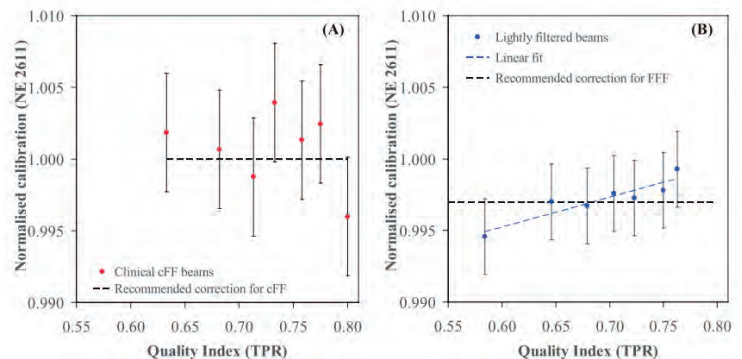 (A)
Normalised calibration (NE 2611)
1.010
1.005
1.000
0.995
0.990
Clinical cFF beams
Recommended correction for cFF
0.55 0.60 0.65 0.70 0.75 0.80
Quality Index (TPR)
(B)
Normalised calibration (NE 2611)
1.010
1.005
1.000
0.995
0.990
Lightly filtered beams
Linear fit
Recommended correction for FFF
0.55 0.60 0.65 0.70 0.75 0.80
Quality Index (TPR)